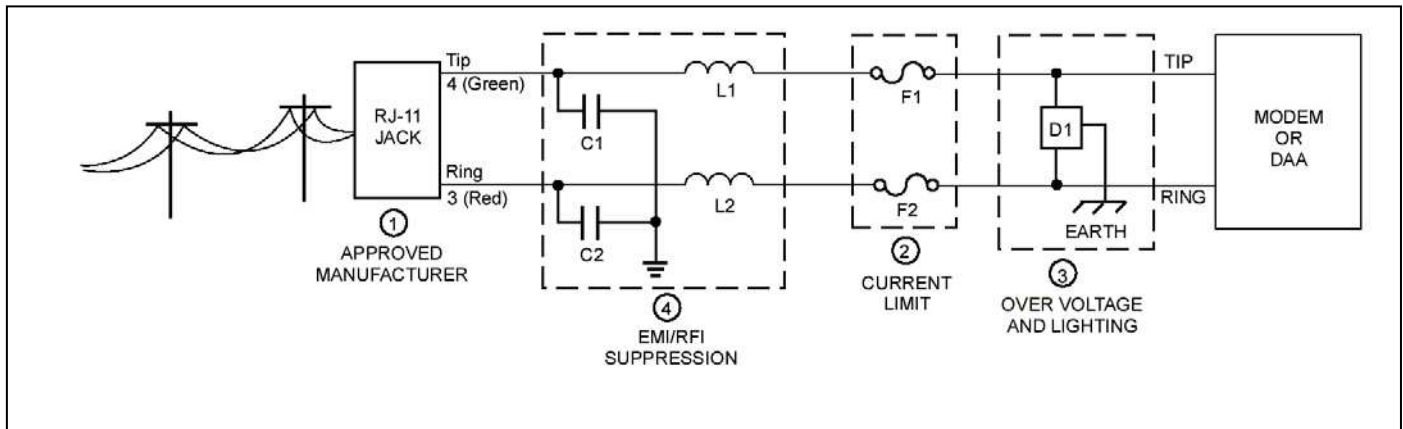 Tip
4 (Green)
RJ-11
JACK
Ring
3 (Red)
1
APPROVED
MANUFACTURER
C1
C2
L1
L2
4
EMI/RFI
SUPPRESSION
F1
F2
2
CURRENT
LIMIT
D1
EARTH
3
OVER VOLTAGE
AND LIGHTING
TIP
RING
MODEM
OR
DAA